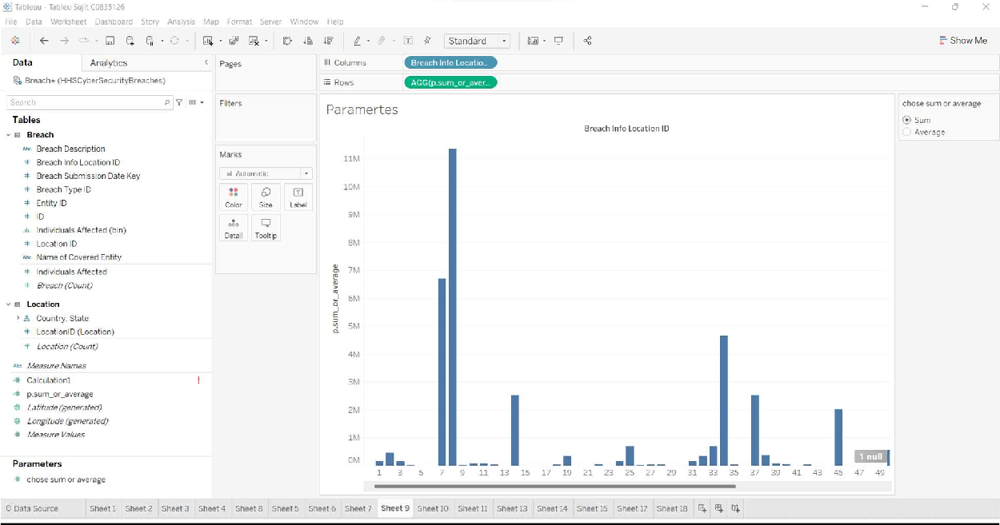 Tableau - Tableu Sujit C0835126
File Data Worksheet Dashboard Story Analysis Map Format Server Window Help
Standard
Show Me
Data
Analytics
Breach+ (HHSCyberSecurityBreaches)
Search
Tables
Breach
Abc Breach Description
# Breach Info Location ID
# Breach Submission Date Key
# Breach Type ID
# Entity ID
# ID
Individuals Affected (bin)
# Location ID
Abc Name of Covered Entity
# Individuals Affected
# Breach (Count)
Location
Country, State
# LocationID (Location)
# Location (Count)
Abc Measure Names
=# Calculation1 !
=# p.sum_or_average
Latitude (generated)
Longitude (generated)
# Measure Values
Parameters
# chose sum or average
Pages
Filters
Marks
Automatic
Color Size Label
Detail Tooltip
Columns
Breach Info Locatio..
Rows
AGG(p.sum_or_aver..
Paramertes
Breach Info Location ID
p.sum_or_average
11M
10M
9M
8M
7M
6M
5M
4M
3M
2M
1M
0M
1 null
1 3 5 7 9 11 13 15 17 19 21 23 25 27 29 31 33 35 37 39 41 43 45 47 49
chose sum or average
Sum
Average
Data Source Sheet 1 Sheet 2 Sheet 3 Sheet 4 Sheet 8 Sheet 5 Sheet 6 Sheet 7 Sheet 9 Sheet 10 Sheet 11 Sheet 13 Sheet 14 Sheet 15 Sheet 17 Sheet 18